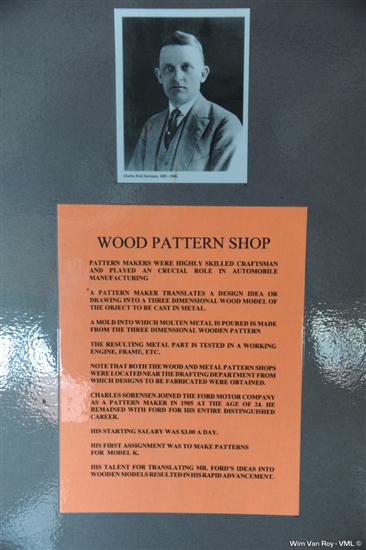 Charles Emil Sorensen, 1881-1968
WOOD PATTERN SHOP
PATTERN MAKERS WERE HIGHLY SKILLED CRAFTSMAN
AND PLAYED AN CRUCIAL ROLE IN AUTOMOBILE
MANUFACTURING
A PATTERN MAKER TRANSLATES A DESIGN IDEA OR
DRAWING INTO A THREE DIMENSIONAL WOOD MODEL OF
THE OBJECT TO BE CAST IN METAL.
A MOLD INTO WHICH MOLTEN METAL IS POURED IS MADE
FROM THE THREE DIMENSIONAL WOODEN PATTERN
THE RESULTING METAL PART IS TESTED IN A WORKING
ENGINE, FRAME, ETC.
NOTE THAT BOTH THE WOOD AND METAL PATTERN SHOPS
WERE LOCATED NEAR THE DRAFTING DEPARTMENT FROM
WHICH DESIGNS TO BE FABRICATED WERE OBTAINED.
CHARLES SORENSEN JOINED THE FORD MOTOR COMPANY
AS A PATTERN MAKER IN 1905 AT THE AGE OF 24. HE
REMAINED WITH FORD FOR HIS ENTIRE DISTINGUISHED
CAREER.
HIS STARTING SALARY WAS $3.00 A DAY.
HIS FIRST ASSIGNMENT WAS TO MAKE PATTERNS
FOR MODEL K.
HIS TALENT FOR TRANSLATING MR. FORD'S IDEAS INTO
WOODEN MODELS RESULTED IN HIS RAPID ADVANCEMENT.
Wim Van Roy - VML ©